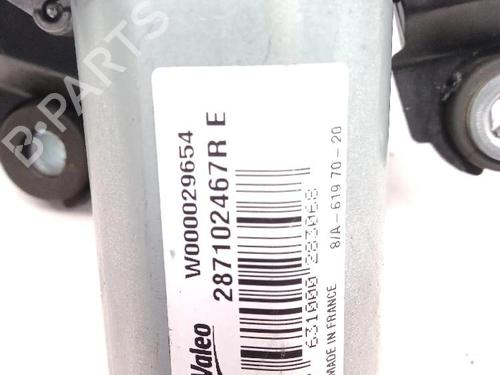 B-PARTS
Valeo
W000029654
287102467R E
631000 283068
8/A - 619 70 - 20
MADE IN FRANCE